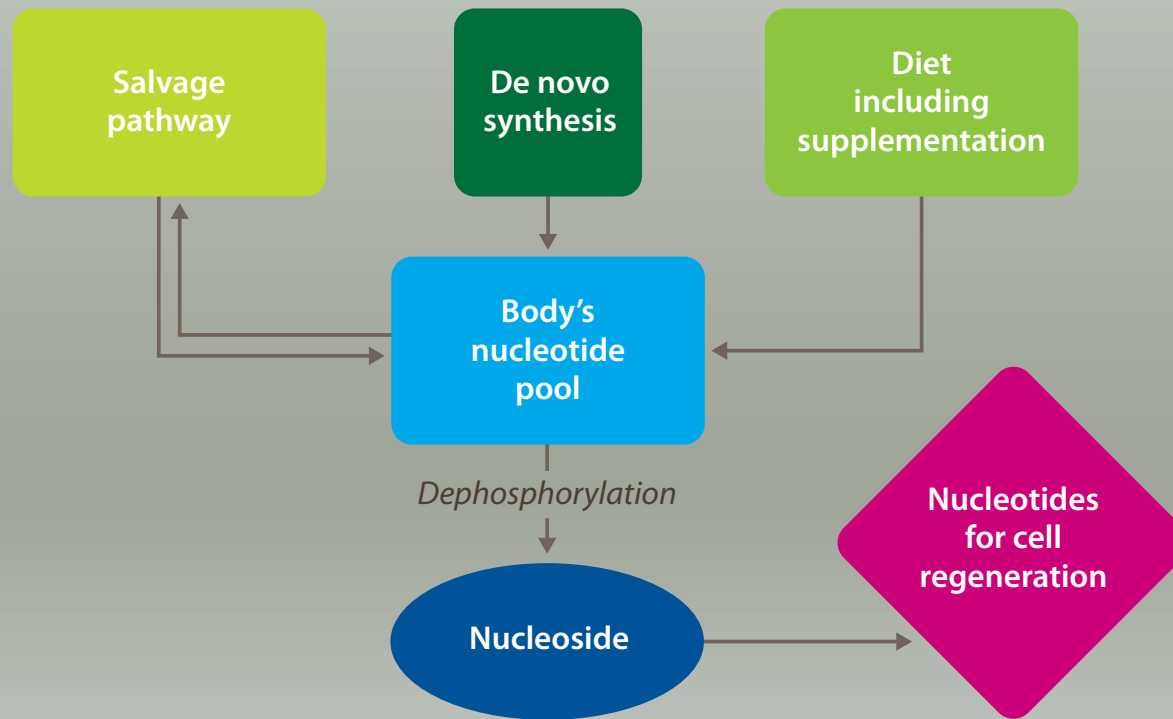 Salvage
pathway
De novo
synthesis
Diet
including
supplementation
Body’s
nucleotide
pool
Dephosphorylation
Nucleoside
Nucleotides
for cell
regeneration